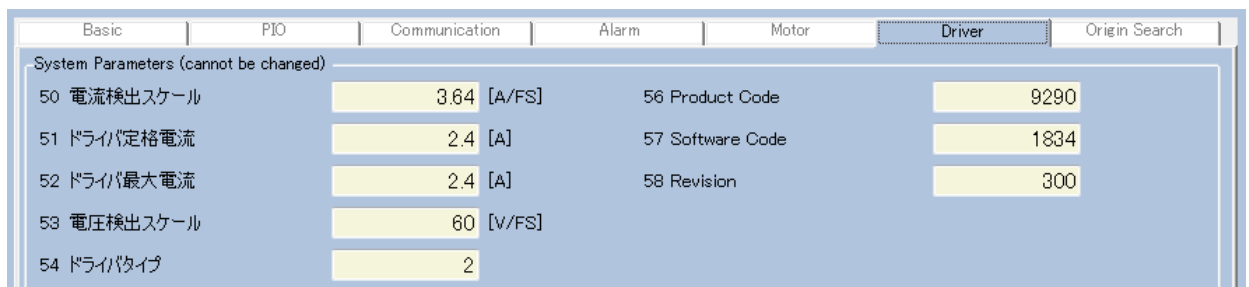 Basic PIO Communication Alarm Motor Driver Origin Search
System Parameters (cannot be changed)
50 電流検出スケール 3.64 [A/FS] 56 Product Code 9290
51 ドライバ定格電流 2.4 [A] 57 Software Code 1834
52 ドライバ最大電流 2.4 [A] 58 Revision 300
53 電圧検出スケール 60 [V/FS]
54 ドライバタイプ 2